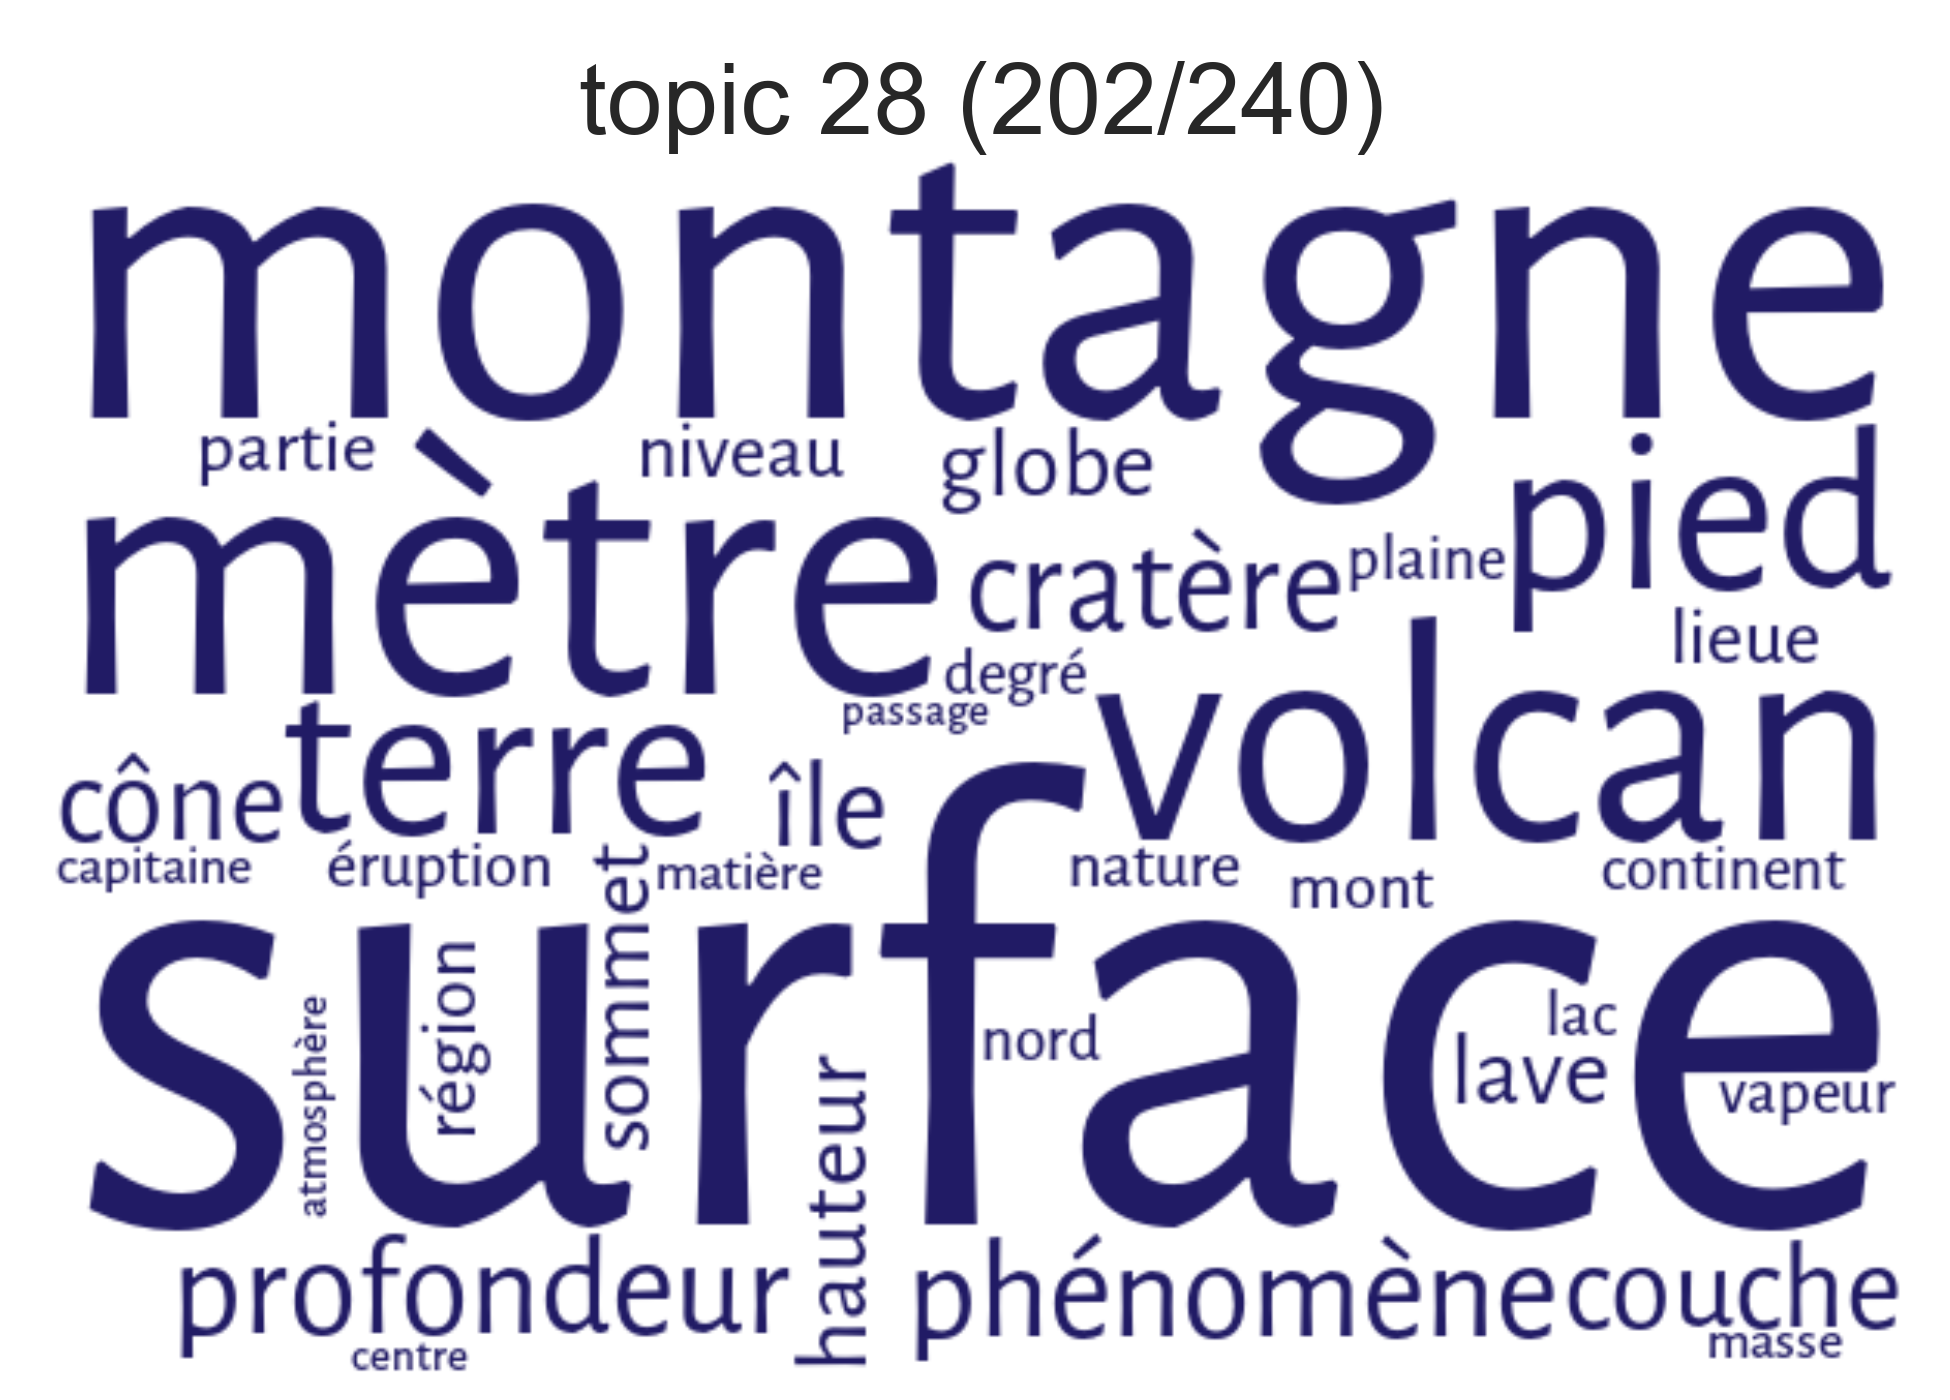 topic 28 (202/240)
montagne
partie niveau globe
mètre cratère plaine pied
lieue
degré
passage
terre volcan
cône île
capitaine éruption matière nature mont continent
sommet
surface
région
atmosphère
nord lac
lave
vapeur
hauteur
profondeur phénomène couche
centre masse